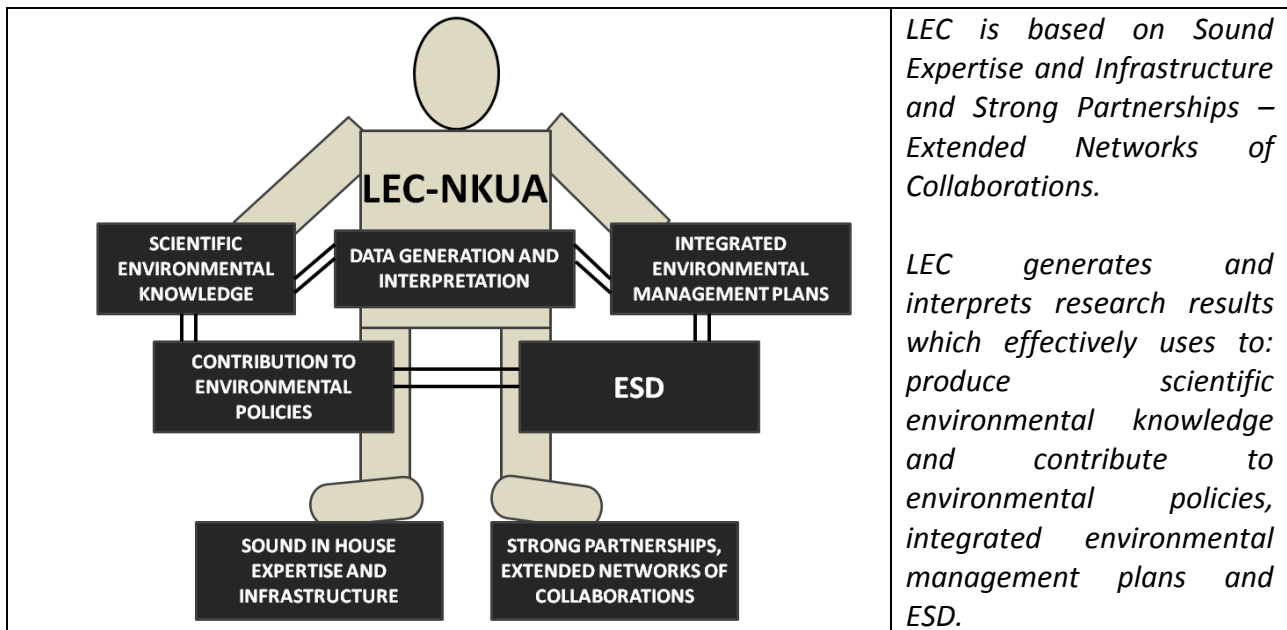 LEC-NKUA
SCIENTIFIC
ENVIRONMENTAL
KNOWLEDGE
DATA GENERATION AND
INTERPRETATION
INTEGRATED
ENVIRONMENTAL
MANAGEMENT PLANS
CONTRIBUTION TO
ENVIRONMENTAL
POLICIES
ESD
SOUND IN HOUSE
EXPERTISE AND
INFRASTRUCTURE
STRONG PARTNERSHIPS,
EXTENDED NETWORKS OF
COLLABORATIONS
LEC is based on Sound
Expertise and Infrastructure
and Strong Partnerships –
Extended Networks of
Collaborations.
LEC generates and
interprets research results
which effectively uses to:
produce scientific
environmental knowledge
and contribute to
environmental policies,
integrated environmental
management plans and
ESD.